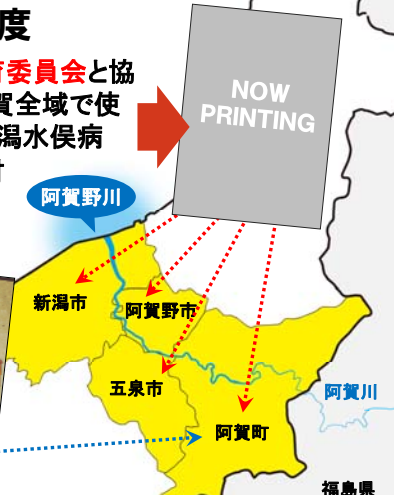 度
育委員会と協
賀全域で使
潟水俣病
NOW
PRINTING
阿賀野川
新潟市
阿賀野市
五泉市
阿賀町
阿賀川
福島県